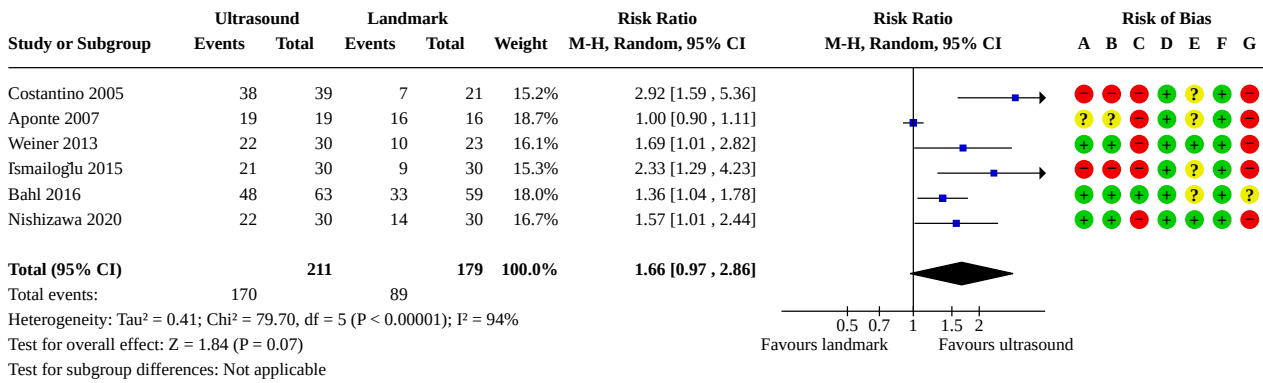 Ultrasound Landmark Risk Ratio Risk Ratio Risk of Bias
Study or Subgroup Events Total Events Total Weight M-H, Random, 95% CI M-H, Random, 95% CI A B C D E F G
Costantino 2005 38 39 7 21 15.2% 2.92 [1.59 , 5.36] − − − + ? + −
Aponte 2007 19 19 16 16 18.7% 1.00 [0.90 , 1.11] ? ? − + ? + −
Weiner 2013 22 30 10 23 16.1% 1.69 [1.01 , 2.82] + + − + + + −
Ismailoğlu 2015 21 30 9 30 15.3% 2.33 [1.29 , 4.23] − − − + ? + −
Bahl 2016 48 63 33 59 18.0% 1.36 [1.04 , 1.78] + + + + ? + ?
Nishizawa 2020 22 30 14 30 16.7% 1.57 [1.01 , 2.44] + + − + + + −
Total (95% CI) 211 179 100.0% 1.66 [0.97 , 2.86]
Total events: 170 89
Heterogeneity: Tau² = 0.41; Chi² = 79.70, df = 5 (P < 0.00001); I² = 94%
0.5 0.7 1 1.5 2
Test for overall effect: Z = 1.84 (P = 0.07) Favours landmark Favours ultrasound
Test for subgroup differences: Not applicable